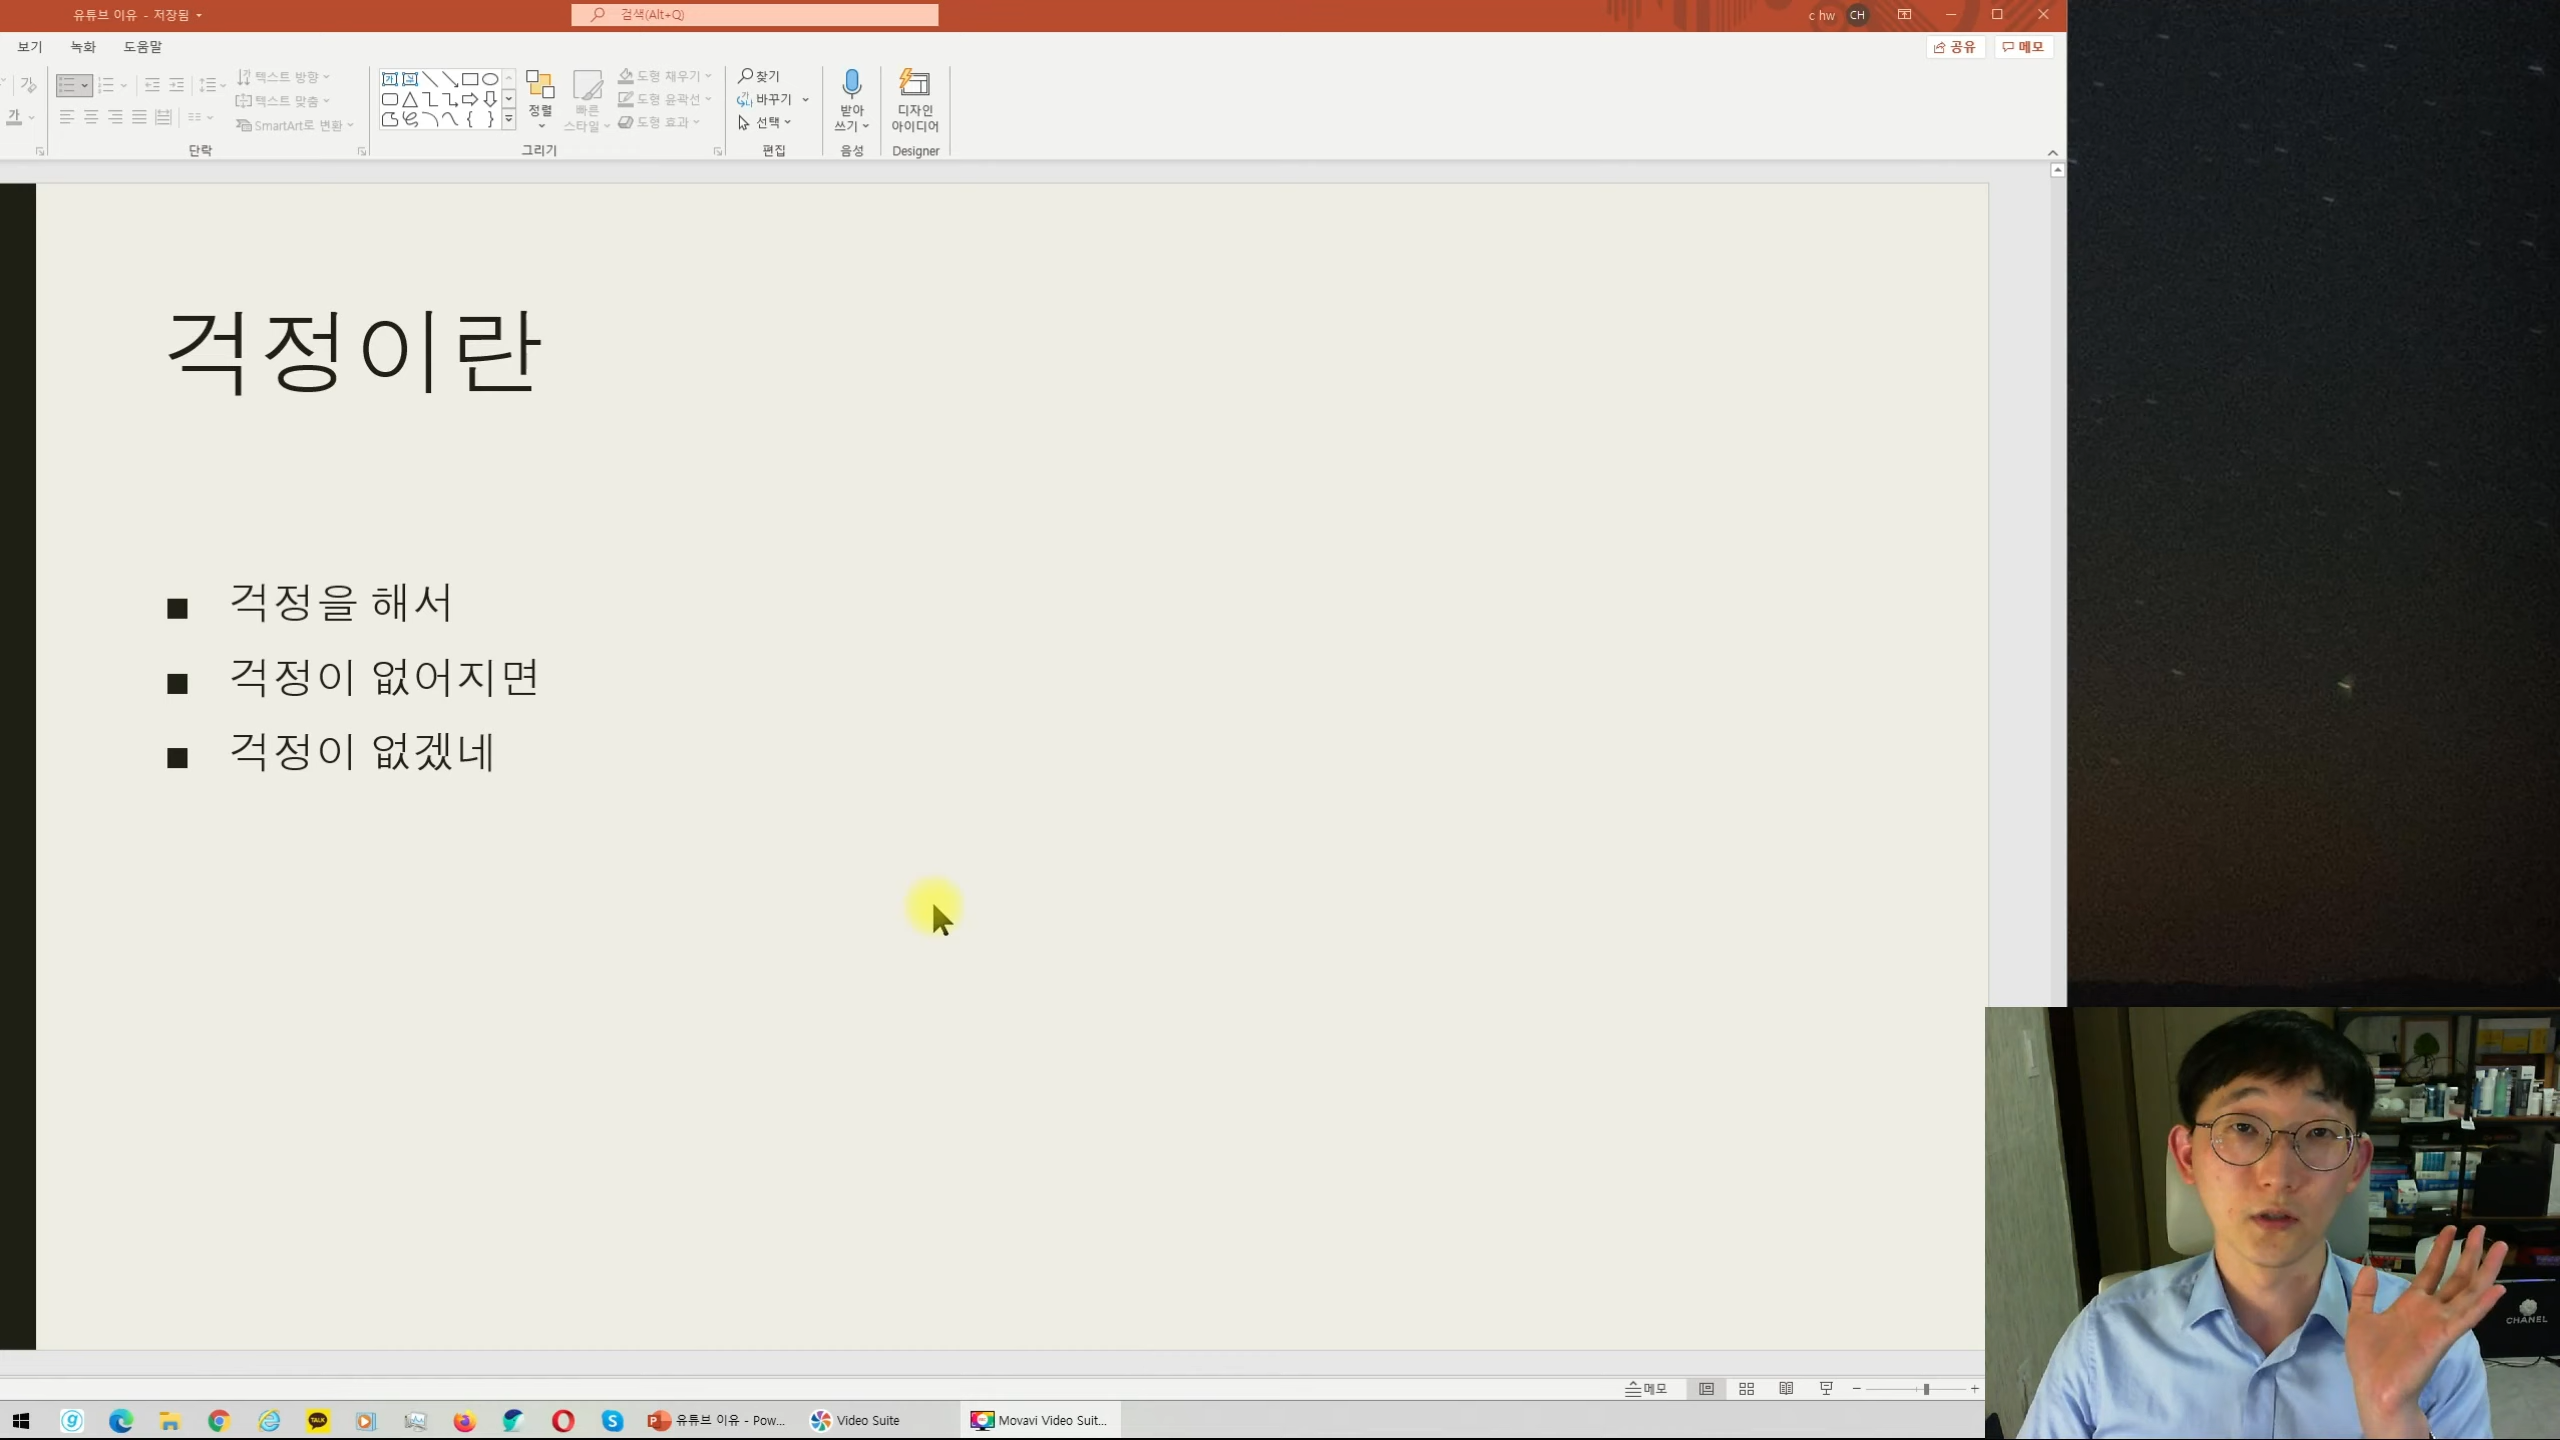 유튜브 이유 - 저장됨
검색(Alt+Q)
c hw
CH
보기 녹화 도움말
공유
메모
가
텍스트 방향
텍스트 맞춤
SmartArt로 변환
단락
정렬
빠른
스타일
도형 채우기
도형 윤곽선
도형 효과
그리기
찾기
바꾸기
선택
편집
받아
쓰기
음성
디자인
아이디어
Designer
걱정이란
■ 걱정을 해서
■ 걱정이 없어지면
■ 걱정이 없겠네
CHANEL
메모
TALK
유튜브 이유 - Pow...
Video Suite
Movavi Video Suit...